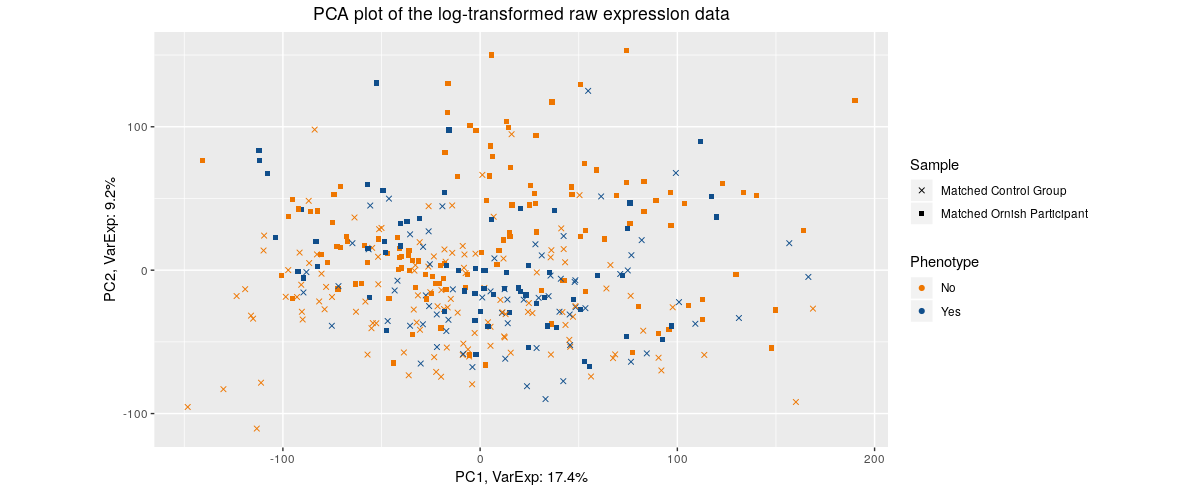 PCA plot of the log-transformed raw expression data
PC2, VarExp: 9.2%
100
0
-100
-100
0
100
200
PC1, VarExp: 17.4%
Sample
Matched Control Group
Matched Ornish Participant
Phenotype
No
Yes